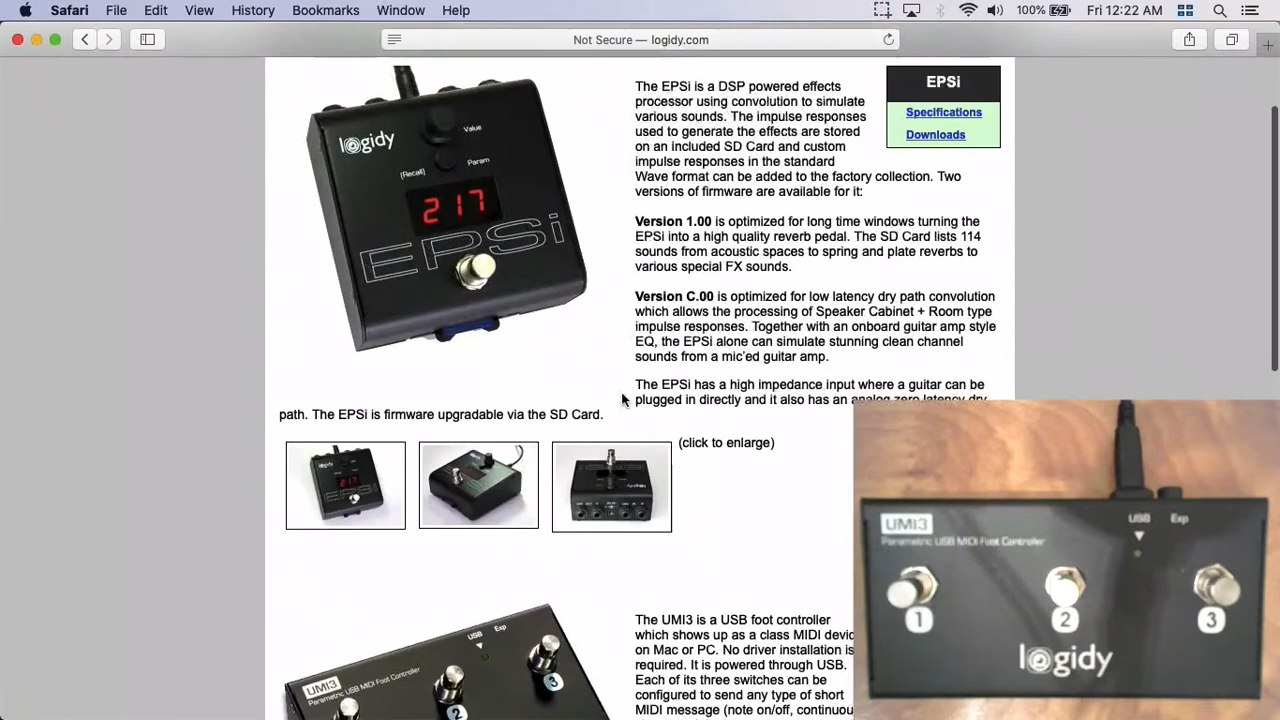 Safari File Edit View History Bookmarks Window Help 100% Fri 12:22 AM
Not Secure — logidy.com
logidy
Value
Param
[Recall]
217
EPSi
The EPSi is a DSP powered effects
processor using convolution to simulate
various sounds. The impulse responses
used to generate the effects are stored
on an included SD Card and custom
impulse responses in the standard
Wave format can be added to the factory collection. Two
versions of firmware are available for it:
EPSi
Specifications
Downloads
Version 1.00 is optimized for long time windows turning the
EPSi into a high quality reverb pedal. The SD Card lists 114
sounds from acoustic spaces to spring and plate reverbs to
various special FX sounds.
Version C.00 is optimized for low latency dry path convolution
which allows the processing of Speaker Cabinet + Room type
impulse responses. Together with an onboard guitar amp style
EQ, the EPSi alone can simulate stunning clean channel
sounds from a mic'ed guitar amp.
The EPSi has a high impedance input where a guitar can be
plugged in directly and it also has an analog zero latency dry
path. The EPSi is firmware upgradable via the SD Card.
(click to enlarge)
UMI3
Parametric USB MIDI Foot Controller
USB
Exp
2
3
The UMI3 is a USB foot controller
which shows up as a class MIDI devic
on Mac or PC. No driver installation is
required. It is powered through USB.
Each of its three switches can be
configured to send any type of short
MIDI message (note on/off, continuou
UMI3
Parametric USB MIDI Foot Controller
USB Exp
1 2 3
logidy